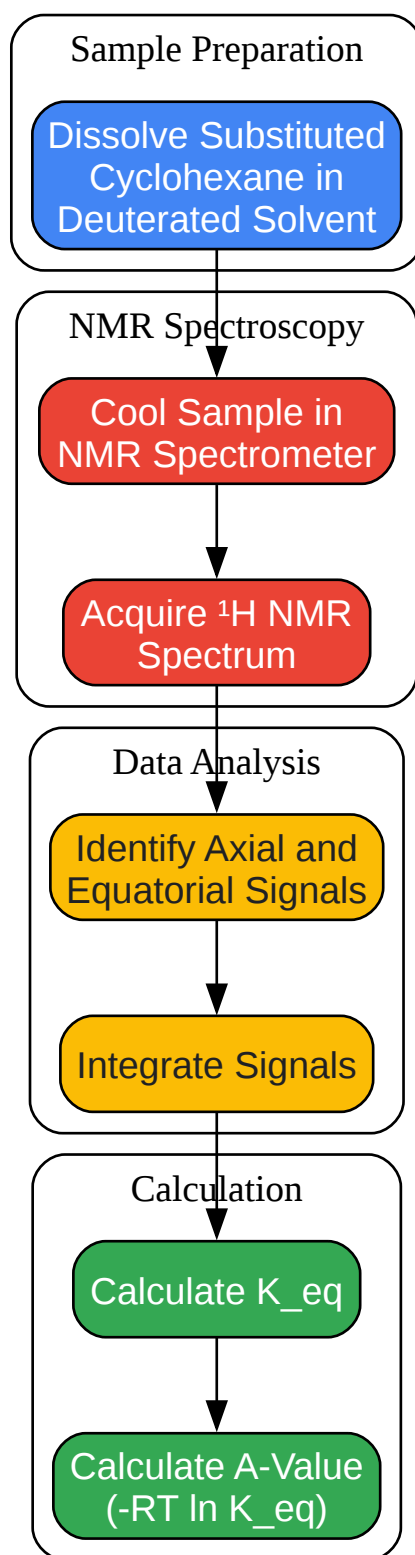 Sample Preparation
Dissolve Substituted
Cyclohexane in
Deuterated Solvent
NMR Spectroscopy
Cool Sample in
NMR Spectrometer
Acquire ¹H NMR
Spectrum
Data Analysis
Identify Axial and
Equatorial Signals
Integrate Signals
Calculation
Calculate K_eq
Calculate A-Value
(-RT ln K_eq)